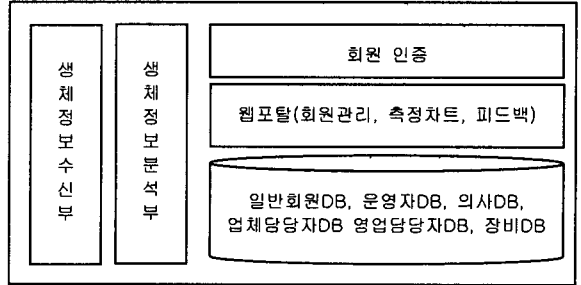 생체정보수신부
생체정보분석부
회원 인증
웹포탈(회원관리, 측정차트, 피드백)
일반회원DB, 운영자DB, 의사DB,
업체담당자DB 영업담당자DB, 장비DB